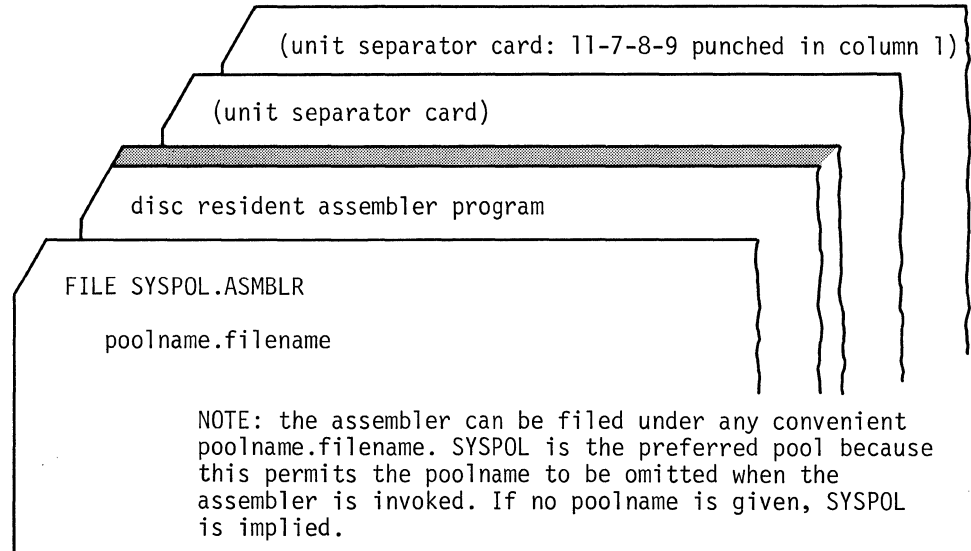 (unit separator card: 11-7-8-9 punched in column 1)
(unit separator card)
disc resident assembler program
FILE SYSPOL.ASMBLR
poolname.filename
NOTE: the assembler can be filed under any convenient
poolname.filename. SYSPOL is the preferred pool because
this permits the poolname to be omitted when the
assembler is invoked. If no poolname is given, SYSPOL
is implied.